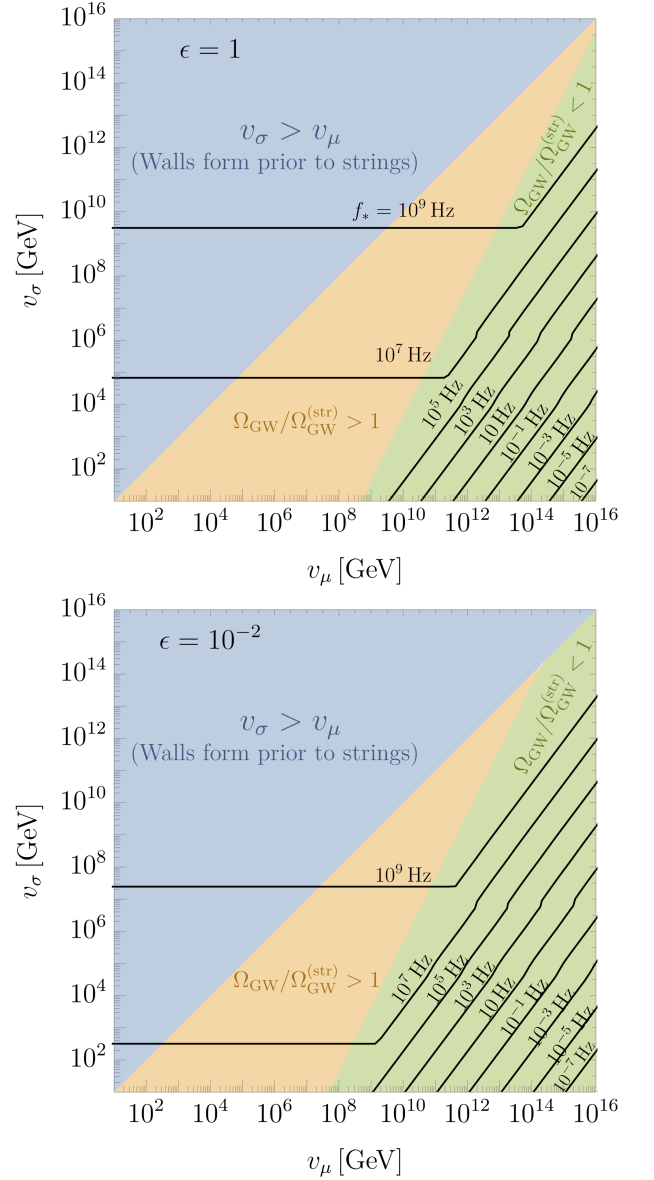 ϵ = 1
v_σ > v_μ
(Walls form prior to strings)
Ω_GW/Ω_GW^(str) < 1
f_* = 10^9 Hz
10^7 Hz
Ω_GW/Ω_GW^(str) > 1
10^5 Hz
10^3 Hz
10 Hz
10^−1 Hz
10^−3 Hz
10^−5 Hz
10^−7
10^16
10^14
10^12
10^10
10^8
10^6
10^4
10^2
v_σ [GeV]
10^2 10^4 10^6 10^8 10^10 10^12 10^14 10^16
v_μ [GeV]
ϵ = 10^−2
v_σ > v_μ
(Walls form prior to strings)
Ω_GW/Ω_GW^(str) < 1
10^9 Hz
Ω_GW/Ω_GW^(str) > 1
10^7 Hz
10^5 Hz
10^3 Hz
10 Hz
10^−1 Hz
10^−3 Hz
10^−5 Hz
10^−7 Hz
10^16
10^14
10^12
10^10
10^8
10^6
10^4
10^2
v_σ [GeV]
10^2 10^4 10^6 10^8 10^10 10^12 10^14 10^16
v_μ [GeV]